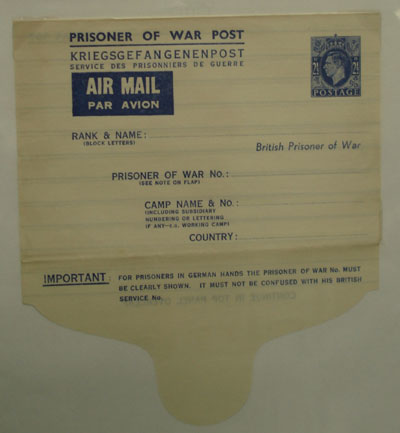 PRISONER OF WAR POST
KRIEGSGEFANGENENPOST
SERVICE DES PRISONNIERS DE GUERRE
AIR MAIL
PAR AVION
POSTAGE
RANK & NAME:
(BLOCK LETTERS)
British Prisoner of War
PRISONER OF WAR No.:
(SEE NOTE ON FLAP)
CAMP NAME & No.:
(INCLUDING SUBSIDIARY
NUMBERING OR LETTERING
IF ANY—e.g. WORKING CAMP)
COUNTRY:
IMPORTANT: FOR PRISONERS IN GERMAN HANDS THE PRISONER OF WAR No. MUST
BE CLEARLY SHOWN. IT MUST NOT BE CONFUSED WITH HIS BRITISH
SERVICE No.